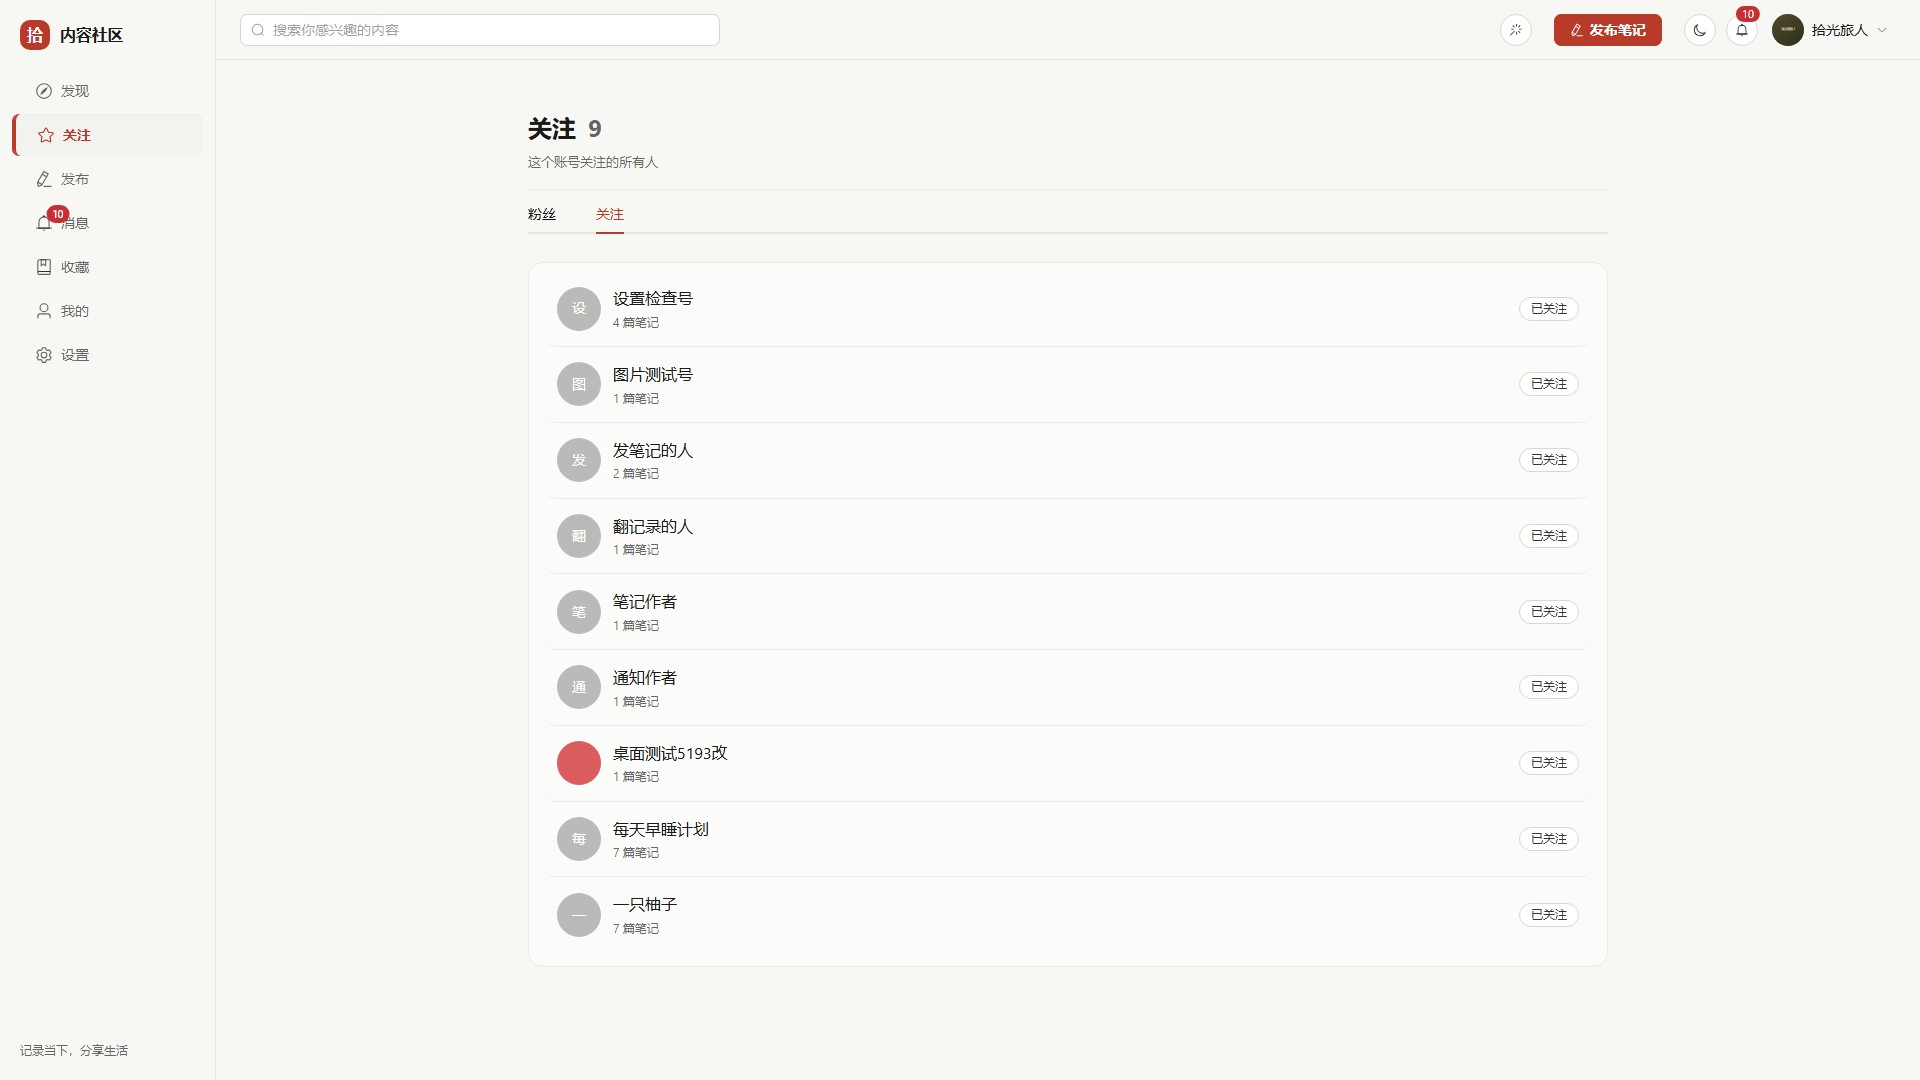 拾 内容社区
搜索你感兴趣的内容
发布笔记
10
拾光旅人
发现
关注
发布
10
消息
收藏
我的
设置
关注 9
这个账号关注的所有人
粉丝 关注
设 设置检查号
4 篇笔记
已关注
图 图片测试号
1 篇笔记
已关注
发 发笔记的人
2 篇笔记
已关注
翻 翻记录的人
1 篇笔记
已关注
笔 笔记作者
1 篇笔记
已关注
通 通知作者
1 篇笔记
已关注
桌面测试5193改
1 篇笔记
已关注
每 每天早睡计划
7 篇笔记
已关注
一 一只柚子
7 篇笔记
已关注
记录当下，分享生活